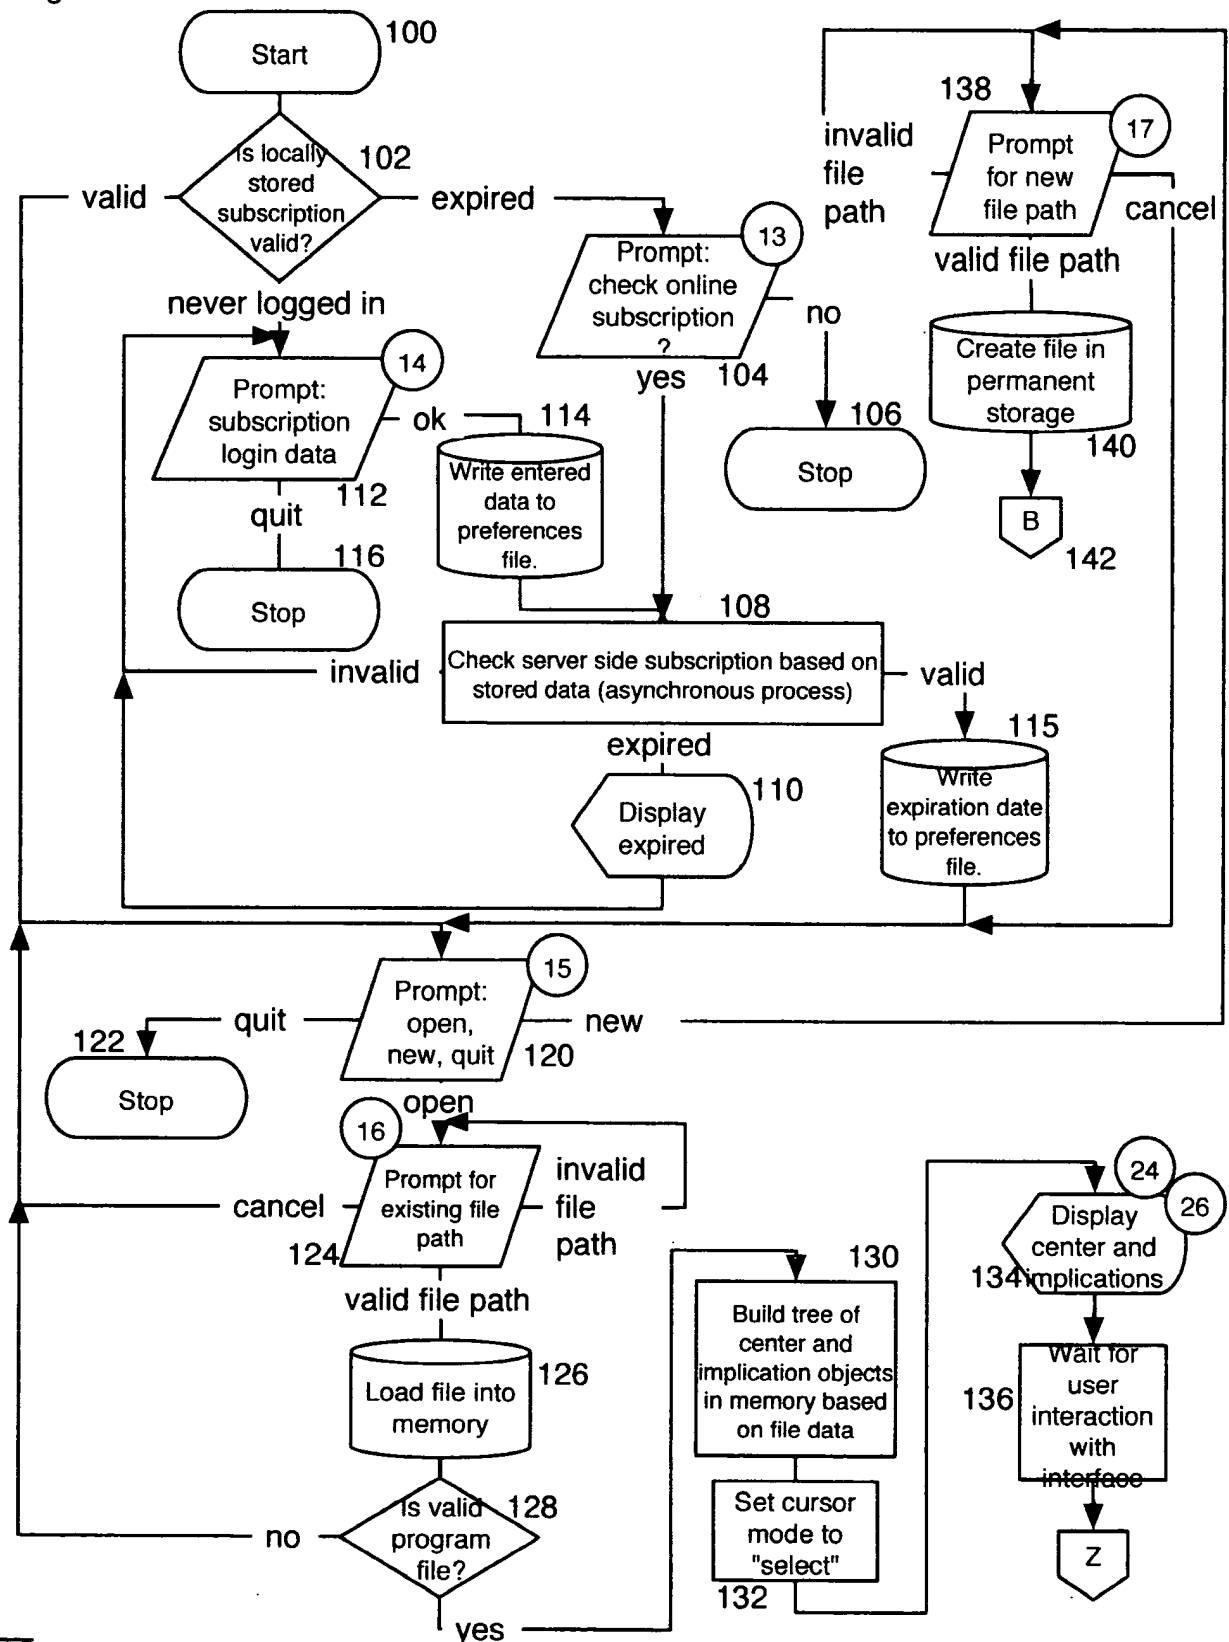 100
Start
Is locally
stored
subscription
valid?
102
valid
expired
never logged in
138
Prompt
for new
file path
17
invalid
file
path
cancel
valid file path
Prompt:
check online
subscription
?
13
104
no
yes
106
Stop
Create file in
permanent
storage
140
B
142
Prompt:
subscription
login data
14
112
ok
114
Write entered
data to
preferences
file.
quit
116
Stop
108
Check server side subscription based on
stored data (asynchronous process)
invalid
valid
expired
115
Write
expiration date
to preferences
file.
Display
expired
110
15
Prompt:
open,
new, quit
120
quit
new
122
Stop
open
16
Prompt for
existing file
path
124
cancel
invalid
file
path
valid file path
Load file into
memory
126
Is valid
program
file?
128
no
yes
130
Build tree of
center and
implication objects
in memory based
on file data
Set cursor
mode to
"select"
132
24
26
Display
center and
implications
134
Wait for
user
interaction
with
interface
136
Z